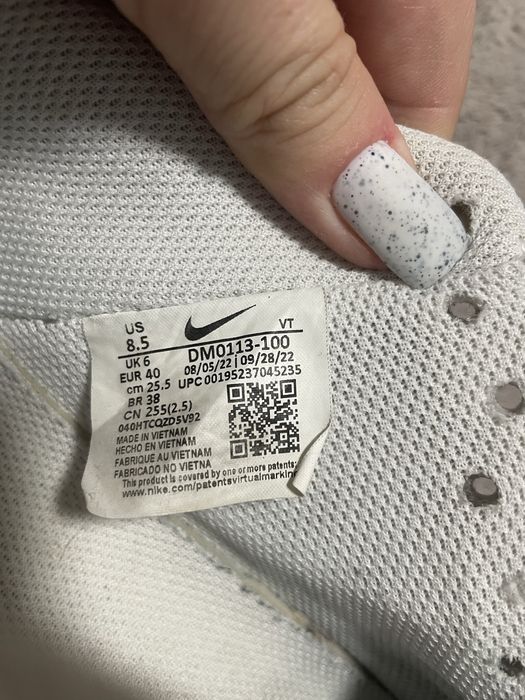 US
8.5
VT
UK 6
DM0113-100
EUR 40
08/05/22 | 09/28/22
cm 25.5
UPC 00195237045235
BR 38
CN 255(2.5)
040HTCQZD5V92
MADE IN VIETNAM
HECHO EN VIETNAM
FABRIQUE AU VIETNAM
FABRICADO NO VIETNA
This product is covered by one or more patents
www.nike.com/patentsvirtualmarkin